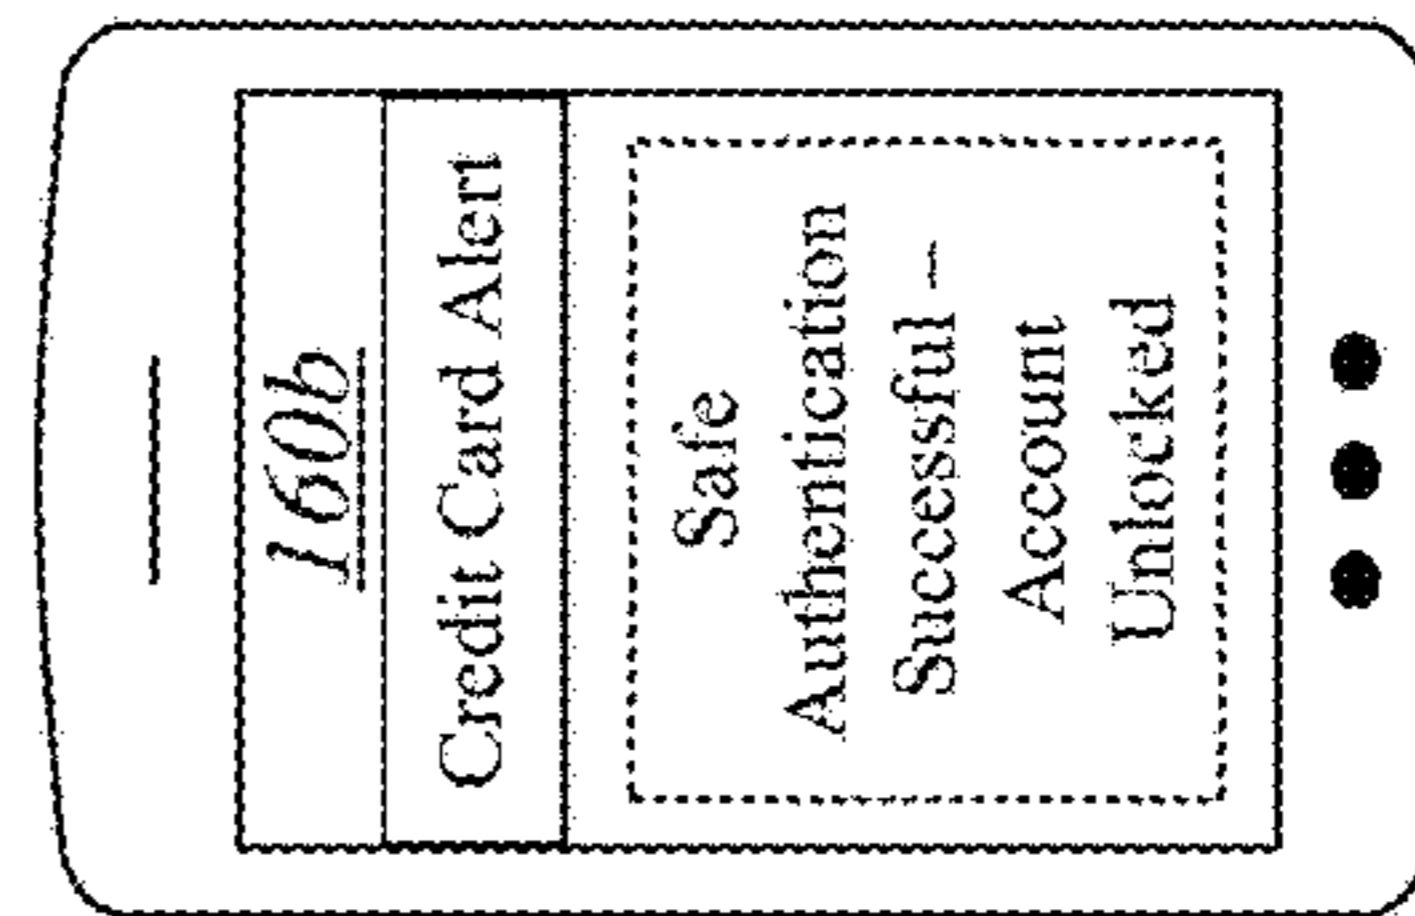 160b
Credit Card Alert
Safe
Authentication
Successful –
Account
Unlocked